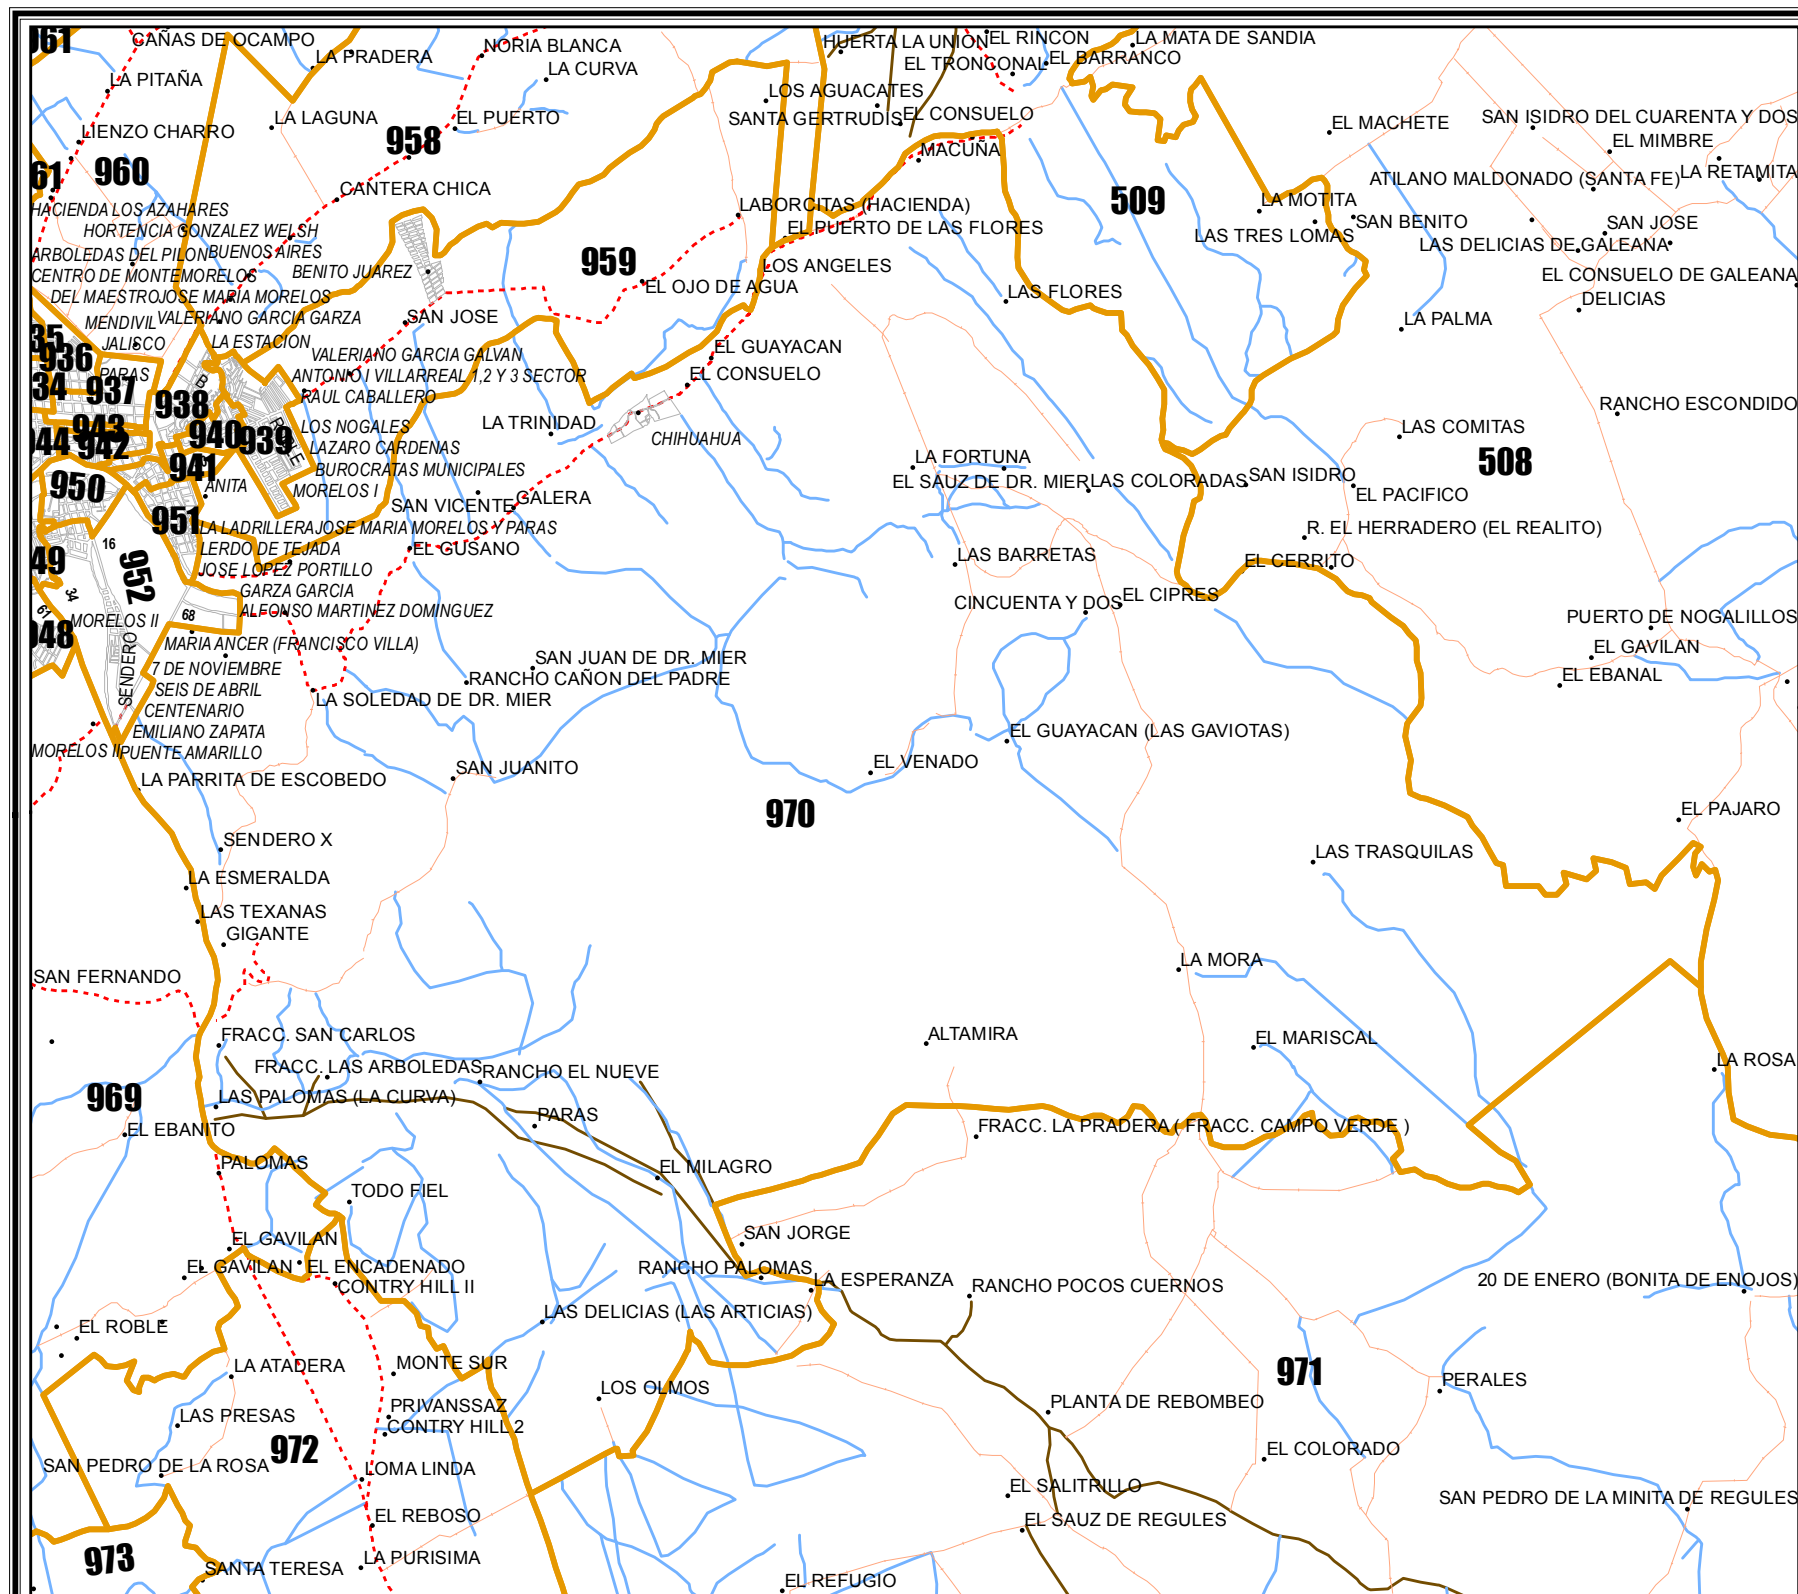 961
CAÑAS DE OCAMPO
LA PRADERA
NORIA BLANCA
LA CURVA
HUERTA LA UNION
EL RINCON
LA MATA DE SANDIA
EL TRONCONAL
EL BARRANCO
LA PITAÑA
LOS AGUACATES
SANTA GERTRUDIS
EL CONSUELO
LIENZO CHARRO
LA LAGUNA
958
EL PUERTO
MACUÑA
EL MACHETE
SAN ISIDRO DEL CUARENTA Y DOS
EL MIMBRE
61
960
CANTERA CHICA
509
ATILANO MALDONADO (SANTA FE)
LA RETAMITA
HACIENDA LOS AZAHARES
HORTENCIA GONZALEZ WELSH
LABORCITAS (HACIENDA)
EL PUERTO DE LAS FLORES
LA MOTITA
SAN BENITO
LAS TRES LOMAS
SAN JOSE
LAS DELICIAS DE GALEANA
ARBOLEDAS DEL PILON
BUENOS AIRES
CENTRO DE MONTEMORELOS
BENITO JUAREZ
959
LOS ANGELES
EL OJO DE AGUA
EL CONSUELO DE GALEANA
DELICIAS
DEL MAESTRO
JOSE MARIA MORELOS
LAS FLORES
MENDIVIL
VALERIANO GARCIA GARZA
SAN JOSE
LA PALMA
35
936
JALISCO
LA ESTACION
VALERIANO GARCIA GALVAN
EL GUAYACAN
34
937
PARAS
B
ANTONIO I VILLARREAL 1,2 Y 3 SECTOR
EL CONSUELO
938
RAUL CABALLERO
RANCHO ESCONDIDO
943
944
942
940
939
LOS NOGALES
LA TRINIDAD
CHIHUAHUA
LAS COMITAS
LAZARO CARDENAS
941
BUROCRATAS MUNICIPALES
LA FORTUNA
508
950
ANITA
MORELOS I
EL SAUZ DE DR. MIER
LAS COLORADAS
SAN ISIDRO
EL PACIFICO
SAN VICENTE
GALERA
951
LA LADRILLERA
JOSE MARIA MORELOS Y PARAS
R. EL HERRADERO (EL REALITO)
16
LERDO DE TEJADA
EL GUSANO
LAS BARRETAS
EL CERRITO
49
952
JOSE LOPEZ PORTILLO
GARZA GARCIA
34
61
68
ALFONSO MARTINEZ DOMINGUEZ
CINCUENTA Y DOS
EL CIPRES
PUERTO DE NOGALILLOS
948
MORELOS II
SENDERO
MARIA ANCER (FRANCISCO VILLA)
EL GAVILAN
7 DE NOVIEMBRE
SAN JUAN DE DR. MIER
EL EBANAL
SEIS DE ABRIL
RANCHO CAÑON DEL PADRE
CENTENARIO
LA SOLEDAD DE DR. MIER
EMILIANO ZAPATA
EL GUAYACAN (LAS GAVIOTAS)
MORELOS II
PUENTE AMARILLO
EL VENADO
LA PARRITA DE ESCOBEDO
SAN JUANITO
970
EL PAJARO
SENDERO X
LAS TRASQUILAS
LA ESMERALDA
LAS TEXANAS
GIGANTE
LA MORA
SAN FERNANDO
FRACC. SAN CARLOS
ALTAMIRA
EL MARISCAL
LA ROSA
FRACC. LAS ARBOLEDAS
RANCHO EL NUEVE
969
LAS PALOMAS (LA CURVA)
PARAS
EL EBANITO
FRACC. LA PRADERA ( FRACC. CAMPO VERDE )
PALOMAS
EL MILAGRO
TODO FIEL
EL GAVILAN
SAN JORGE
EL GAVILAN
EL ENCADENADO
RANCHO PALOMAS
CONTRY HILL II
LA ESPERANZA
RANCHO POCOS CUERNOS
20 DE ENERO (BONITA DE ENOJOS)
EL ROBLE
LAS DELICIAS (LAS ARTICIAS)
LA ATADERA
MONTE SUR
971
PERALES
LOS OLMOS
PRIVANSSAZ
PLANTA DE REBOMBEO
LAS PRESAS
CONTRY HILL 2
972
EL COLORADO
SAN PEDRO DE LA ROSA
LOMA LINDA
EL SALITRILLO
SAN PEDRO DE LA MINITA DE REGULES
EL REBOSO
EL SAUZ DE REGULES
973
LA PURISIMA
SANTA TERESA
EL REFUGIO